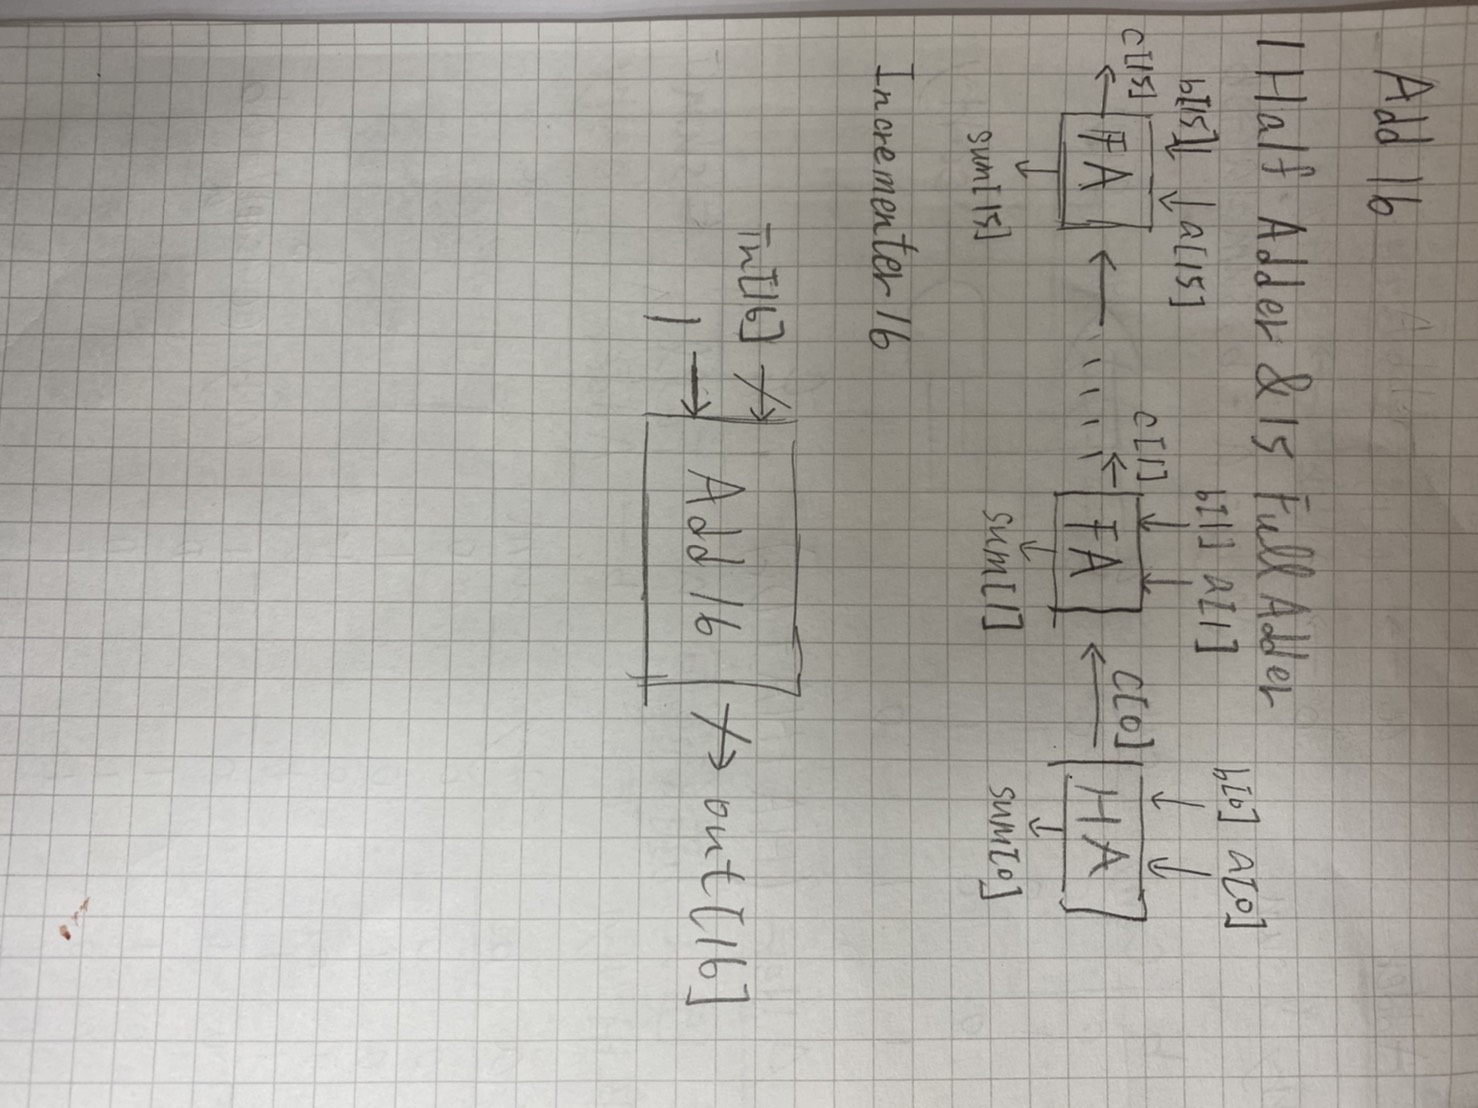 Add 16
1 Half Adder & 15 Full Adder
b[15] a[15] b[1] a[1] b[0] a[0]
c[15] FA c[1] FA c[0] HA
sum[15] sum[1] sum[0]
Incrementer 16
in[16]
1 Add 16 out[16]